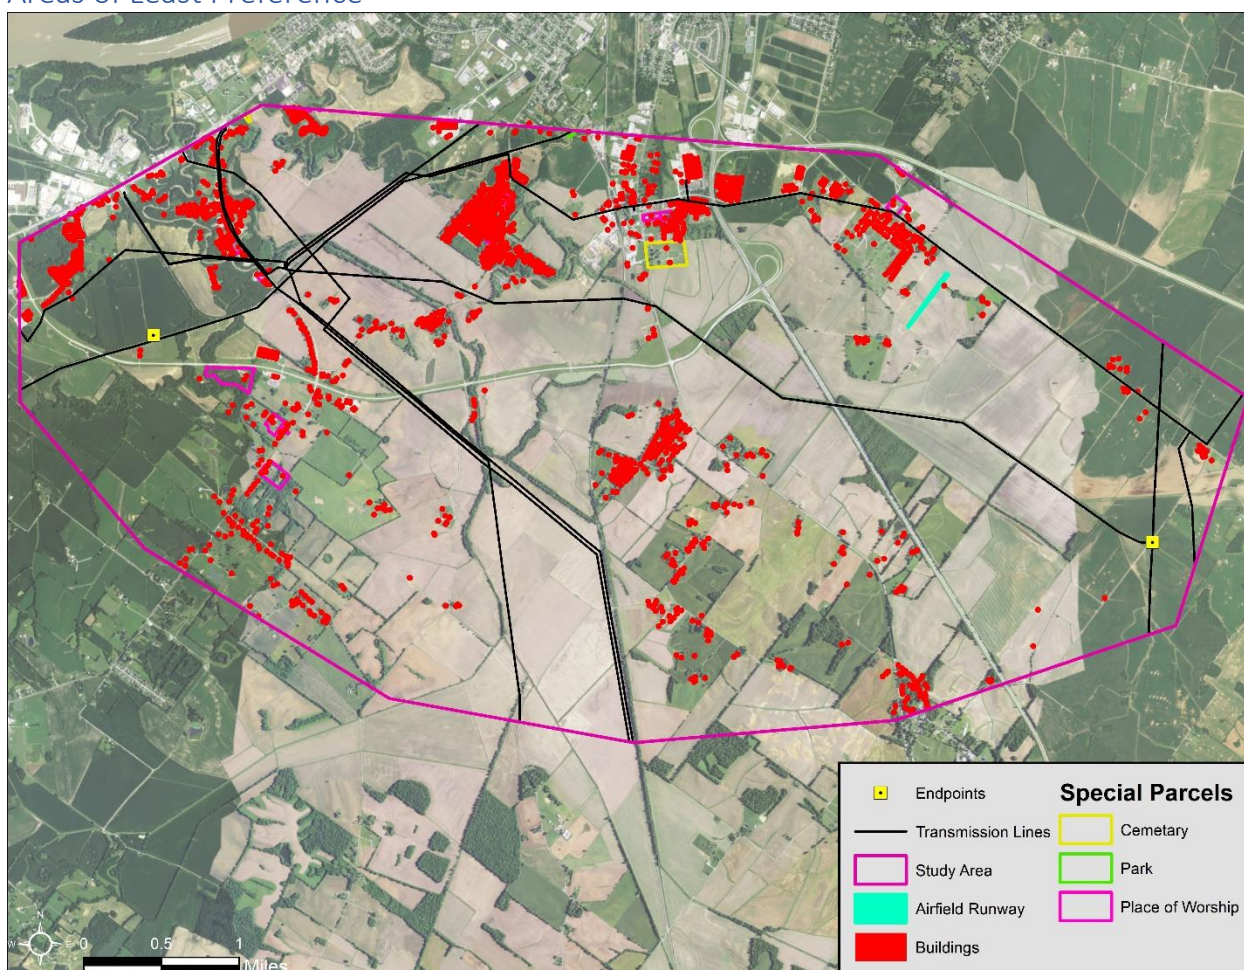 Areas of Least Preference
Endpoints
Transmission Lines
Study Area
Airfield Runway
Buildings
Special Parcels
Cemetary
Park
Place of Worship
N
W E
S
0 0.5 1
Miles